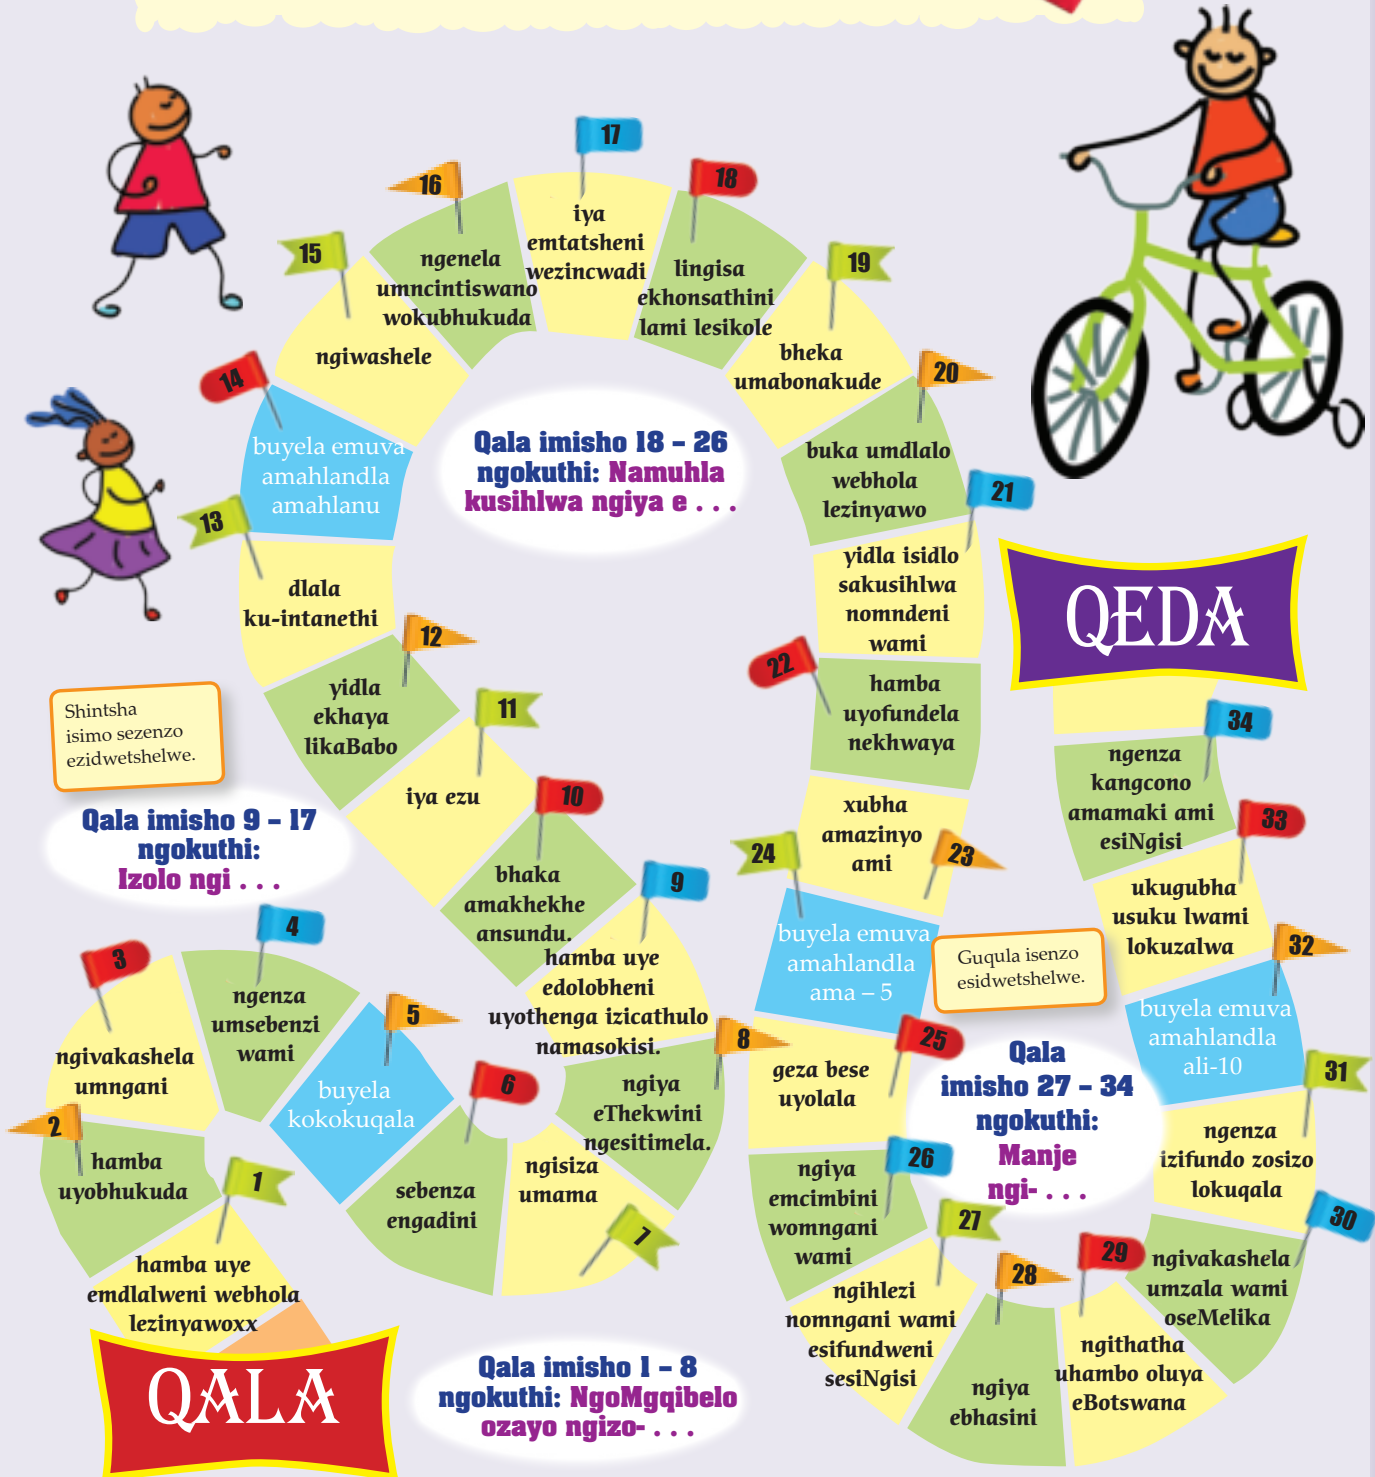 QALA
1
hamba uye
emdlalweni webhola
lezinyawoxx
2
hamba
uyobhukuda
3
ngivakashela
umngani
4
ngenza
umsebenzi
wami
5
buyela
kokokuqala
6
sebenza
engadini
7
ngisiza
umama
8
ngiya
eThekwini
ngesitimela.
Qala imisho 1 – 8
ngokuthi: NgoMgqibelo
ozayo ngizo- . . .
9
hamba uye
edolobheni
uyothenga izicathulo
namasokisi.
10
bhaka
amakhekhe
ansundu.
11
iya ezu
12
yidla
ekhaya
likaBabo
13
dlala
ku-intanethi
14
buyela emuva
amahlandla
amahlanu
15
ngiwashele
16
ngenela
umncintiswano
wokubhukuda
17
iya
emtatsheni
wezincwadi
Shintsha
isimo sezenzo
ezidwetshelwe.
Qala imisho 9 – 17
ngokuthi:
Izolo ngi . . .
18
lingisa
ekhonsathini
lami lesikole
19
bheka
umabonakude
20
buka umdlalo
webhola
lezinyawo
21
yidla isidlo
sakusihlwa
nomndeni
wami
22
hamba
uyofundela
nekhwaya
23
xubha
amazinyo
ami
24
buyela emuva
amahlandla
ama – 5
25
geza bese
uyolala
26
ngiya
emcimbini
womngani
wami
Qala imisho 18 – 26
ngokuthi: Namuhla
kusihlwa ngiya e . . .
27
ngihlezi
nomngani wami
esifundweni
sesiNgisi
28
ngiya
ebhasini
29
ngithatha
uhambo oluya
eBotswana
30
ngivakashela
umzala wami
oseMelika
31
ngenza
izifundo zosizo
lokuqala
32
buyela emuva
amahlandla
ali-10
33
ukugubha
usuku lwami
lokuzalwa
34
ngenza
kangcono
amamaki ami
esiNgisi
Guqula isenzo
esidwetshelwe.
Qala
imisho 27 – 34
ngokuthi:
Manje
ngi- . . .
QEDA